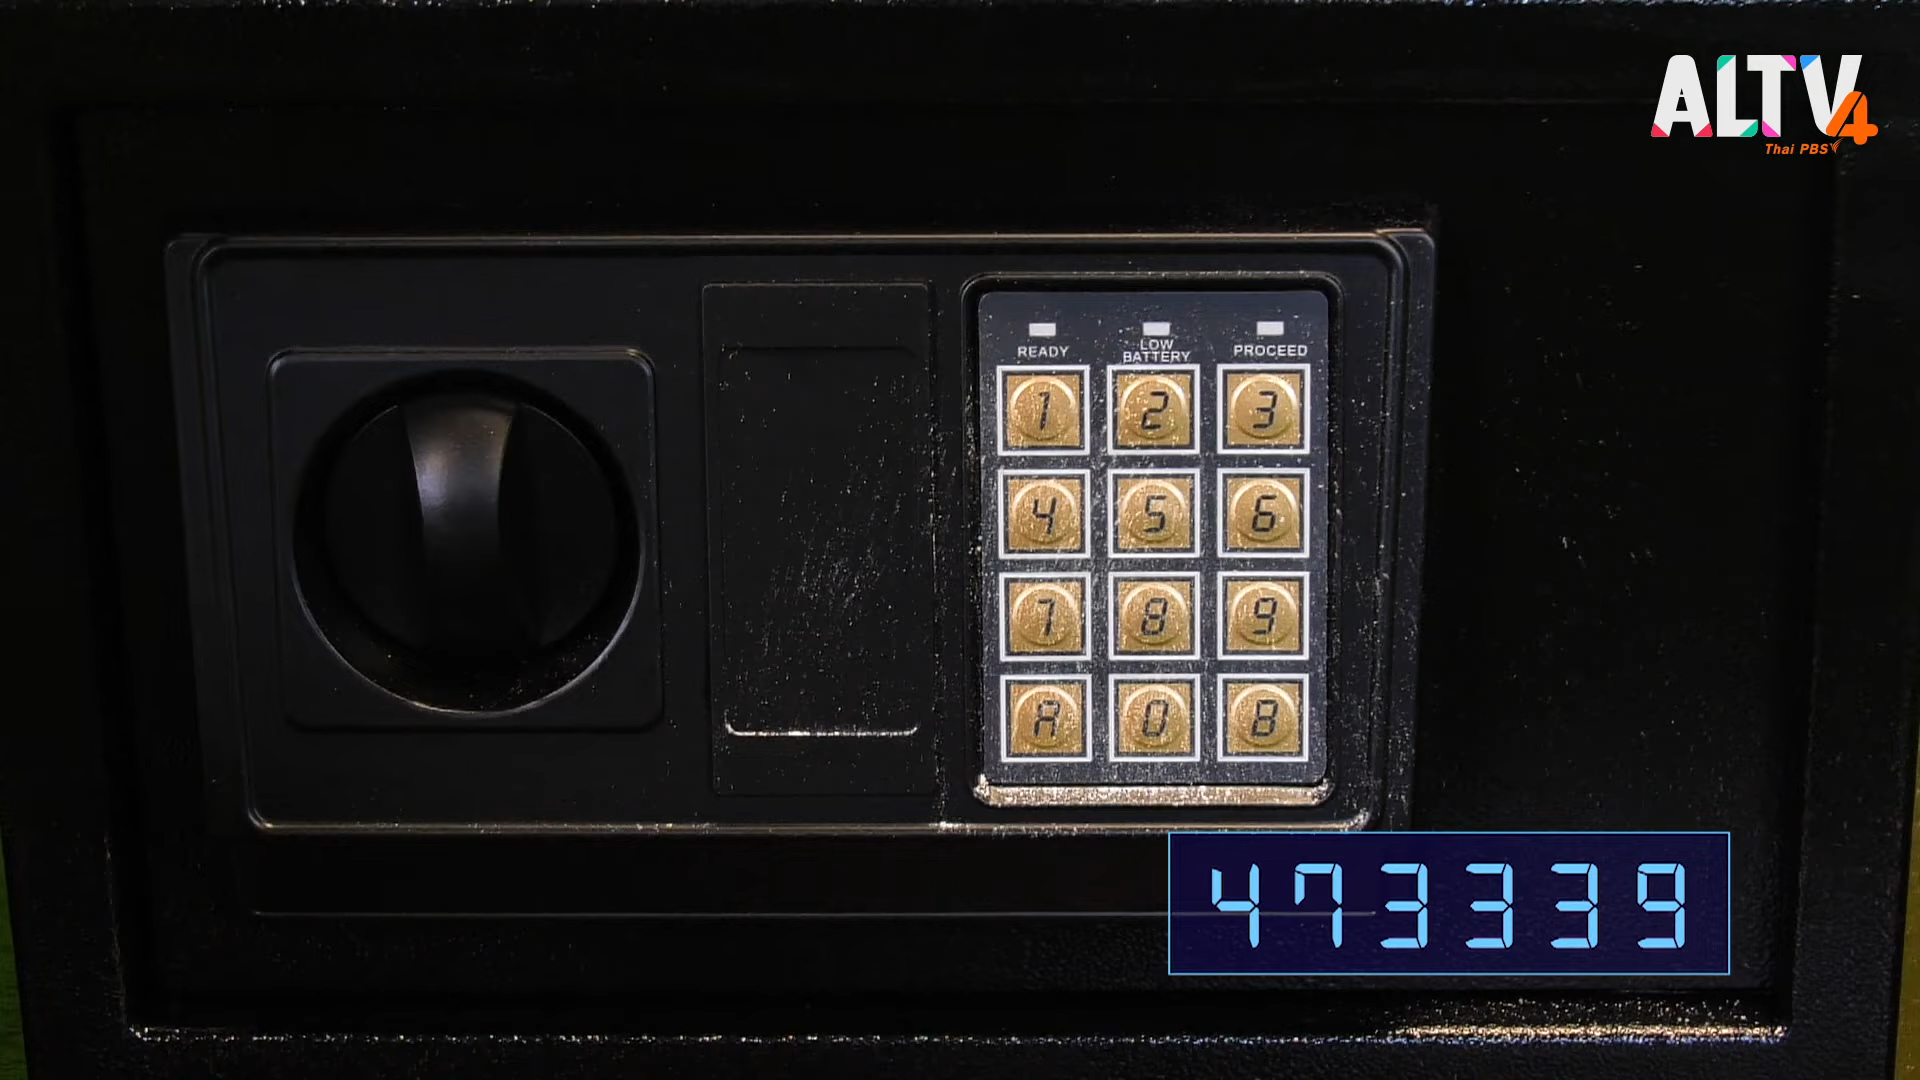 ALTV4
Thai PBS
READY
LOW BATTERY
PROCEED
1 2 3
4 5 6
7 8 9
A 0 B
473339